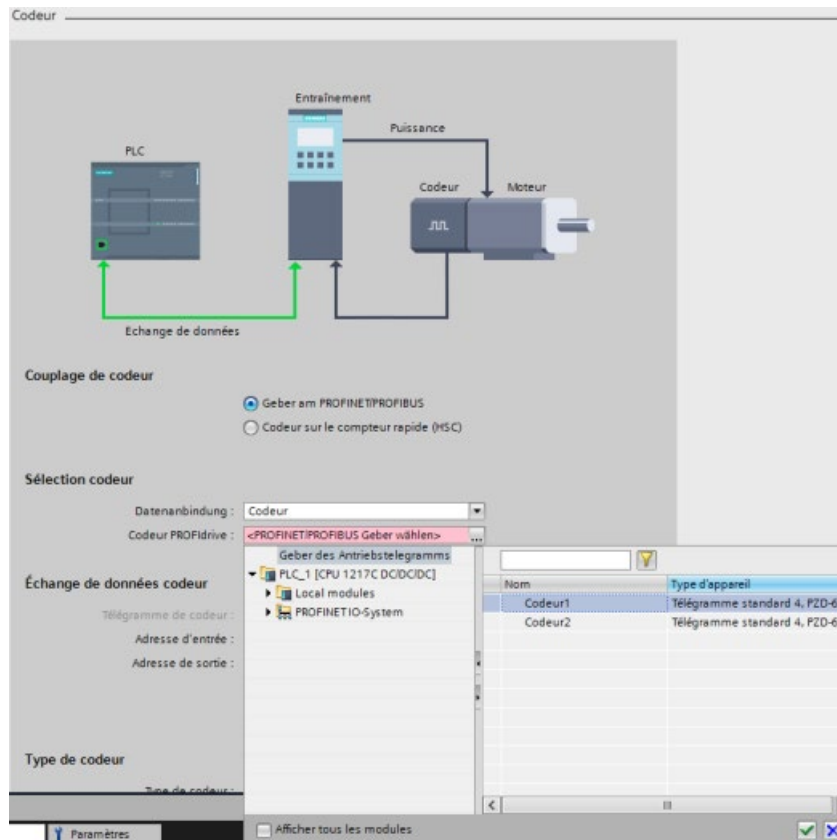 Codeur
Entraînement
Puissance
PLC
Codeur
Moteur
Echange de données
Couplage de codeur
Geber am PROFINET/PROFIBUS
Codeur sur le compteur rapide (HSC)
Sélection codeur
Datenanbindung : Codeur
Codeur PROFIdrive : <PROFINET/PROFIBUS Geber wählen> ...
Geber des Antriebstelegramms
PLC_1 [CPU 1217C DC/DC/DC]
Local modules
PROFINET IO-System
Nom Type d'appareil
Codeur1 Télégramme standard 4, PZD-6
Codeur2 Télégramme standard 4, PZD-6
Échange de données codeur
Télégramme de codeur :
Adresse d'entrée :
Adresse de sortie :
Type de codeur
Type de codeur :
Afficher tous les modules
Paramètres